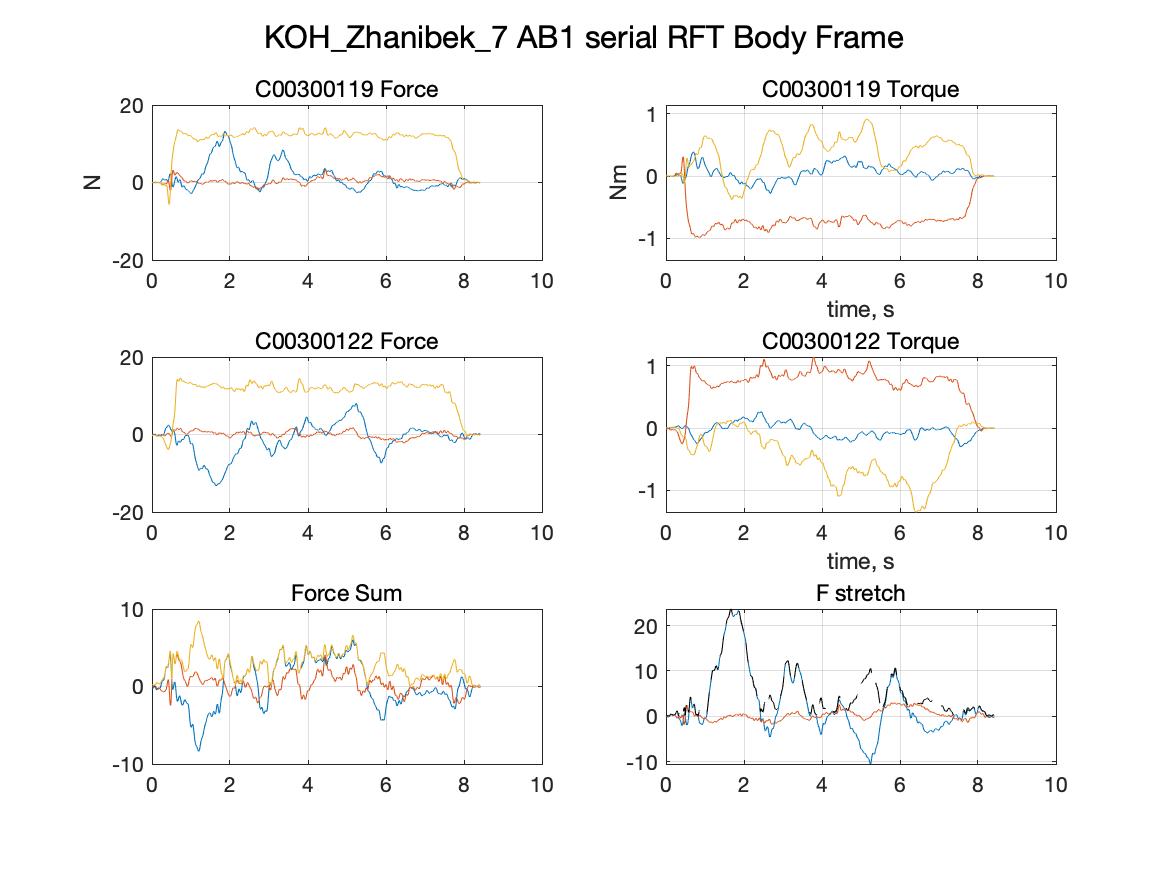 KOH_Zhanibek_7 AB1 serial RFT Body Frame
C00300119 Force
20
0
-20
N
0 2 4 6 8 10
C00300119 Torque
1
0
-1
Nm
0 2 4 6 8 10
time, s
C00300122 Force
20
0
-20
0 2 4 6 8 10
C00300122 Torque
1
0
-1
0 2 4 6 8 10
time, s
Force Sum
10
0
-10
0 2 4 6 8 10
F stretch
20
10
0
-10
0 2 4 6 8 10